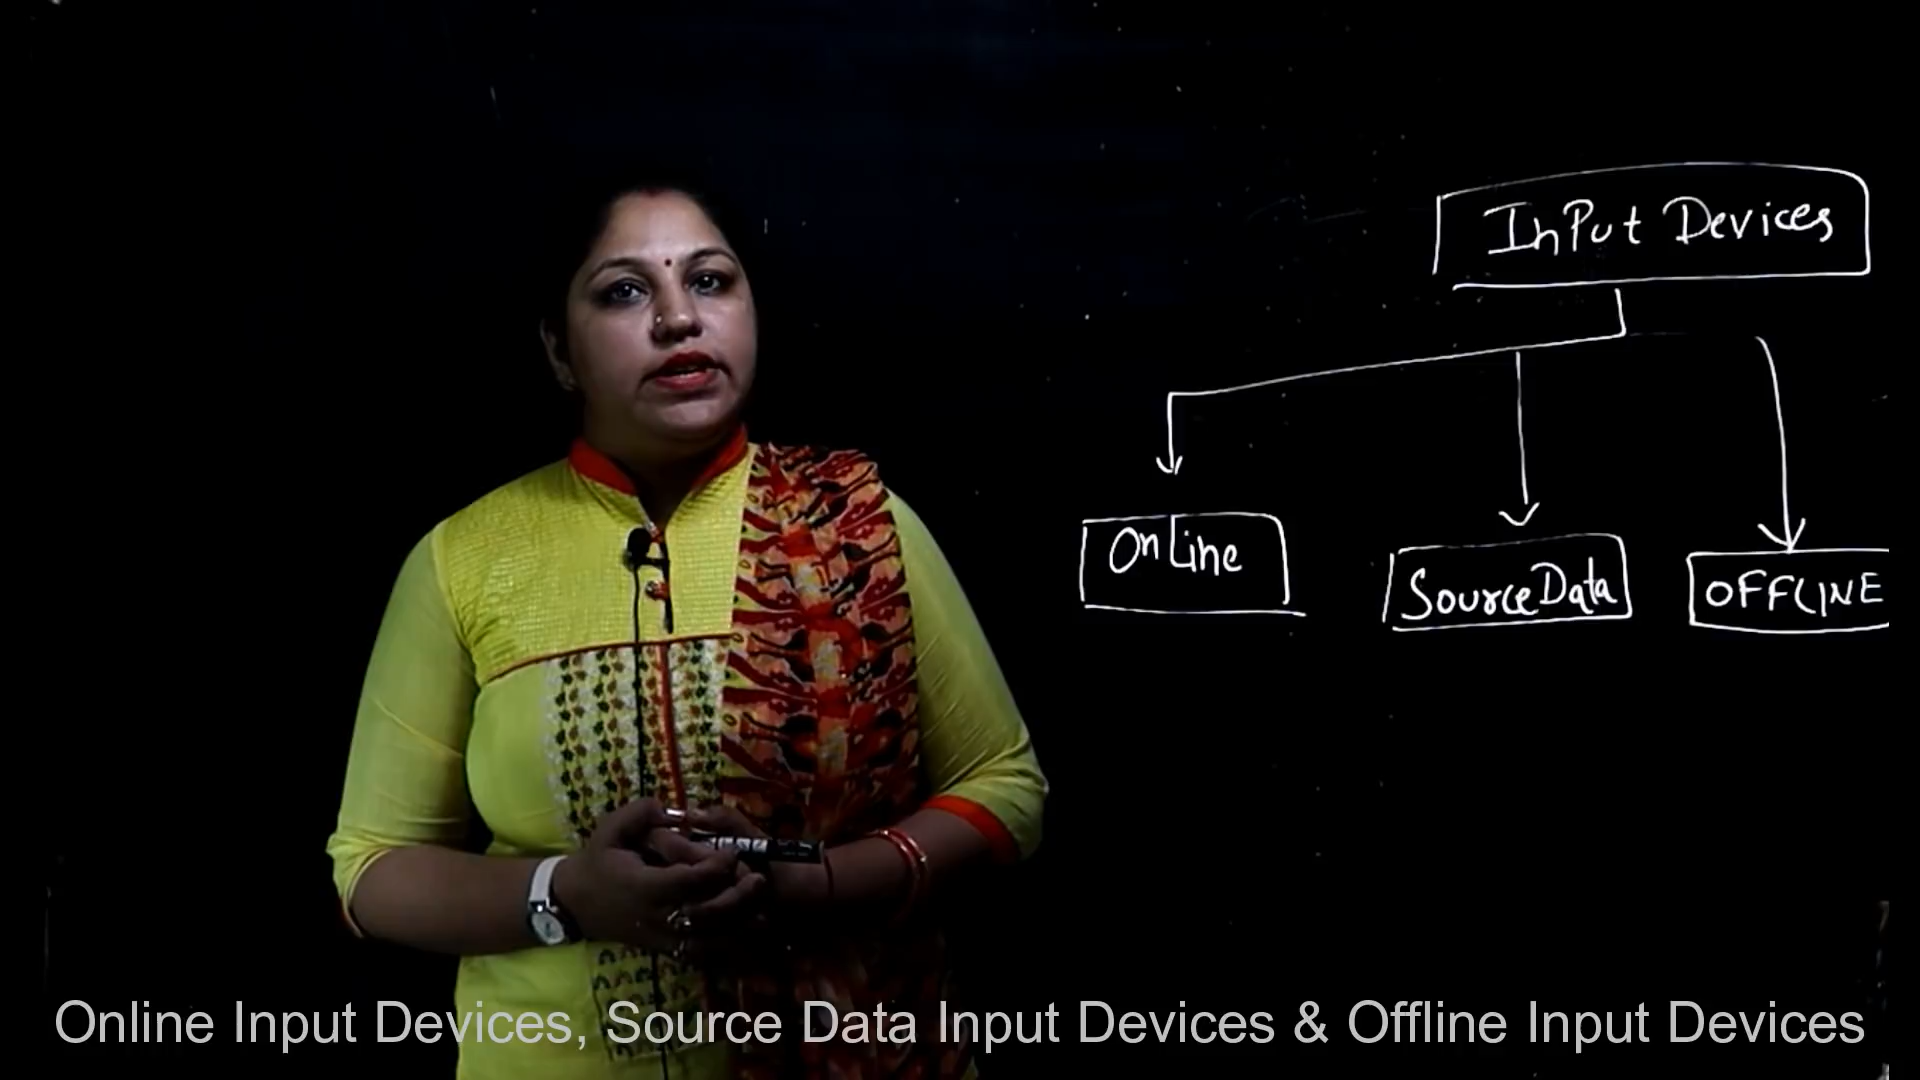 InPut Devices
OnLine
SourceData
OFFLINE
Online Input Devices, Source Data Input Devices & Offline Input Devices